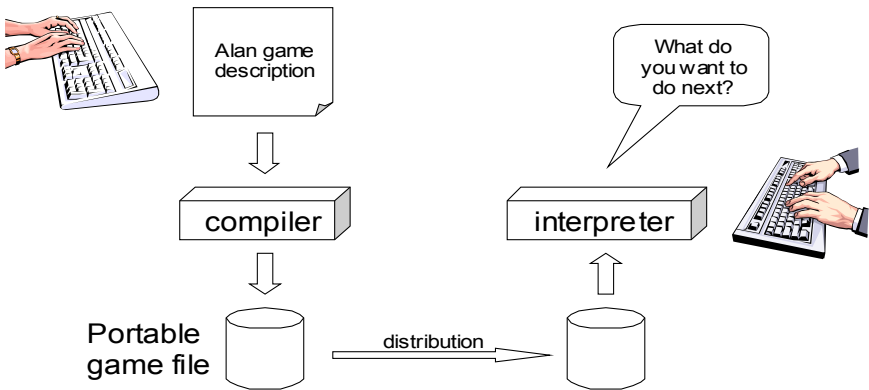 Alan game
description
What do
you want to
do next?
compiler
interpreter
Portable
game file
distribution